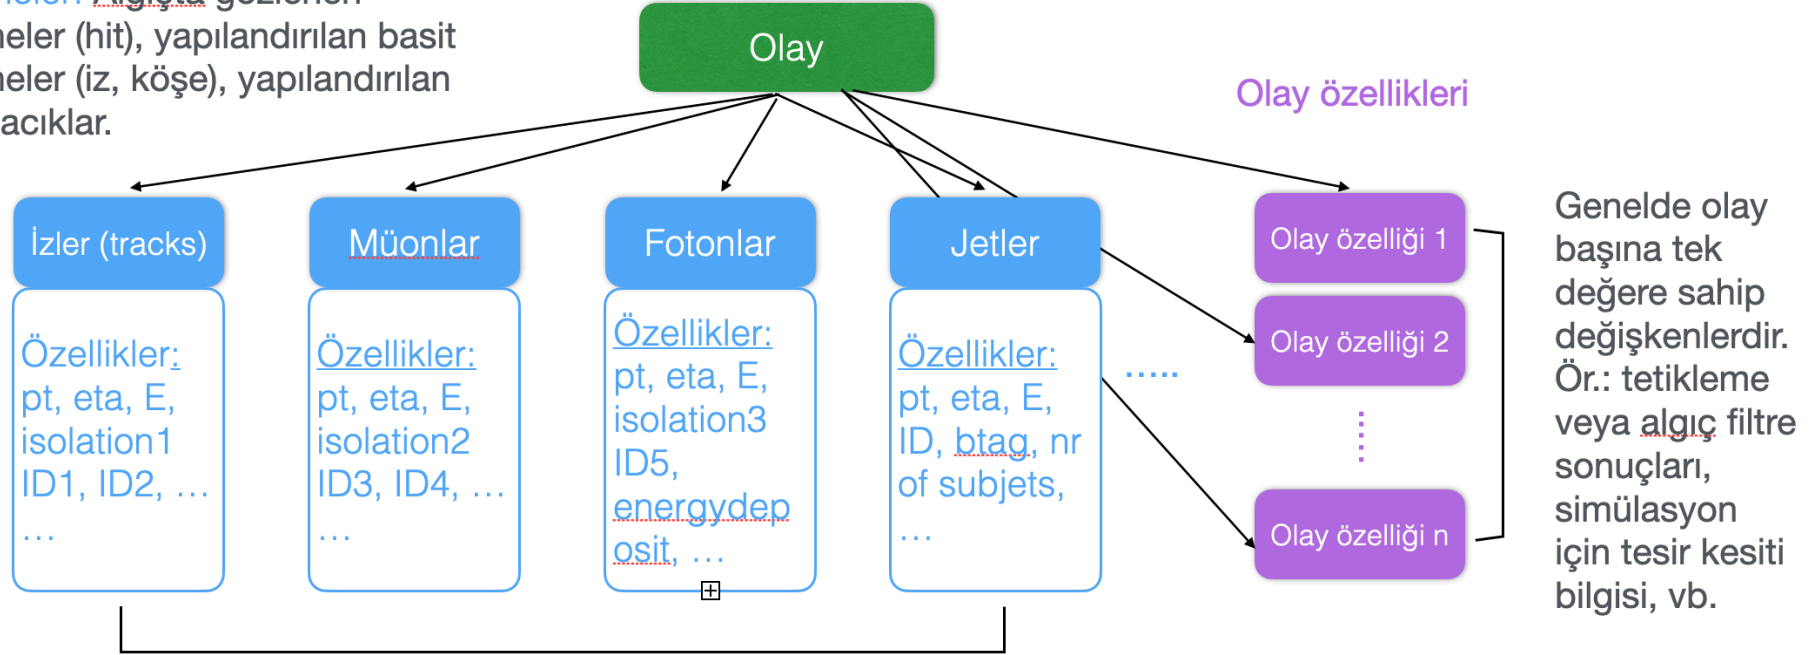 Algıçta gözlenen
(hit), yapılandırılan basit
(iz, köşe), yapılandırılan
Olay
Olay özellikleri
İzler (tracks)
Özellikler:
pt, eta, E,
isolation1
ID1, ID2, …
…
Müonlar
Özellikler:
pt, eta, E,
isolation2
ID3, ID4, …
…
Fotonlar
Özellikler:
pt, eta, E,
isolation3
ID5,
energydep
osit, …
Jetler
Özellikler:
pt, eta, E,
ID, btag, nr
of subjets,
…
.....
Olay özelliği 1
Olay özelliği 2
Olay özelliği n
Genelde olay
başına tek
değere sahip
değişkenlerdir.
Ör.: tetikleme
veya algıç filtre
sonuçları,
simülasyon
için tesir kesiti
bilgisi, vb.